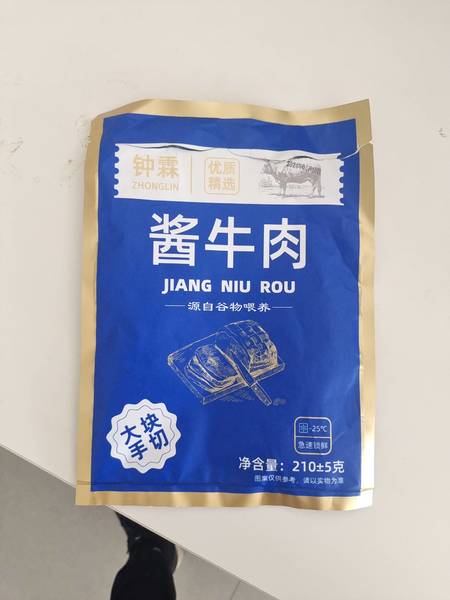 钟霖
ZHONGLIN
优质
精选
酱牛肉
JIANG NIU ROU
源自谷物喂养
大块
手切
-25℃
急速锁鲜
净含量：210±5克
图案仅供参考，请以实物为准